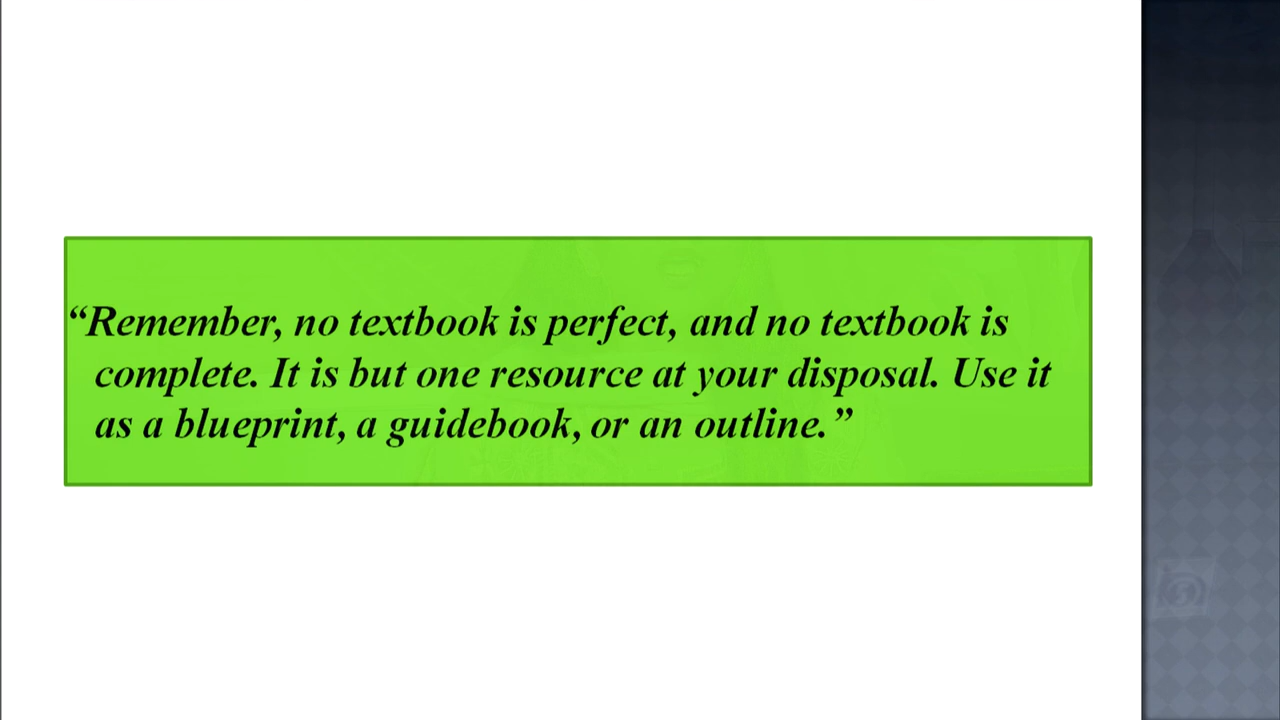 “Remember, no textbook is perfect, and no textbook is
complete. It is but one resource at your disposal. Use it
as a blueprint, a guidebook, or an outline.”